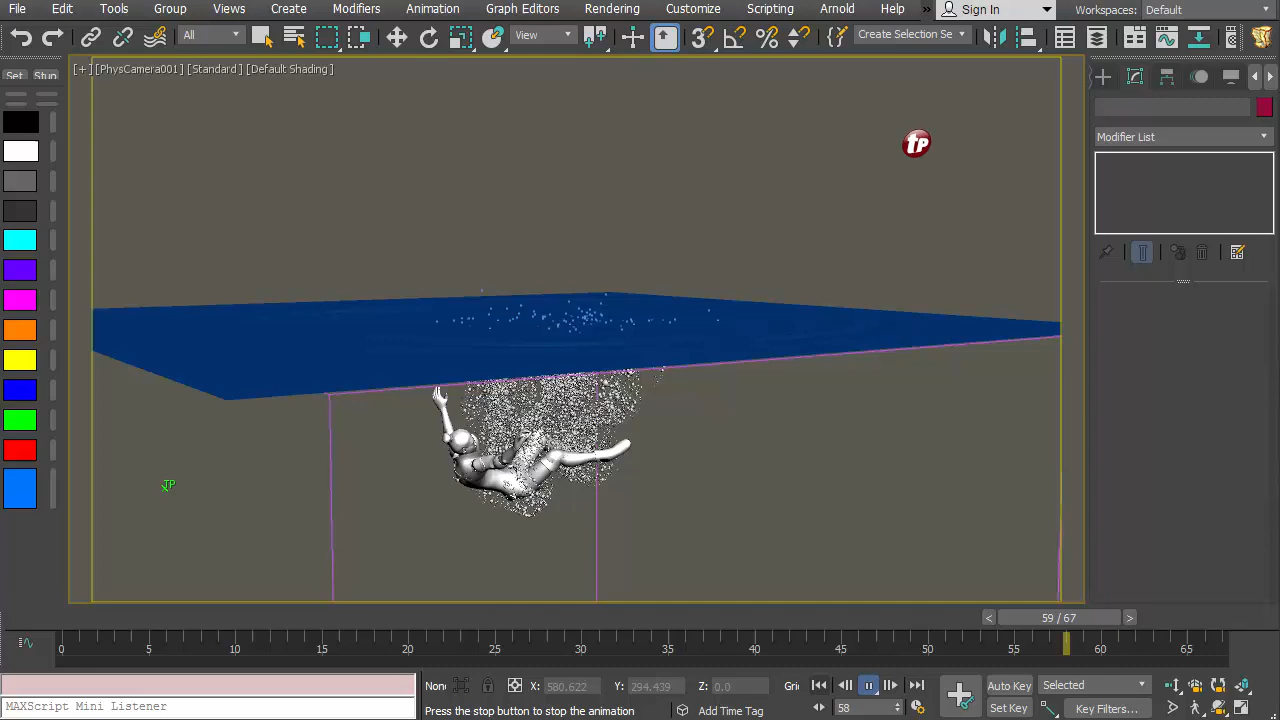 File Edit Tools Group Views Create Modifiers Animation Graph Editors Rendering Customize Scripting Arnold Help » Sign In Workspaces: Default
All View Create Selection Se
Set Stup [+] [PhysCamera001] [Standard] [Default Shading]
Modifier List
tP
TP
< 59 / 67 >
0 5 10 15 20 25 30 35 40 45 50 55 60 65
None X: 580.622 Y: 294.439 Z: 0.0 Gri Auto Key Selected
MAXScript Mini Listener Press the stop button to stop the animation Add Time Tag 58 Set Key Key Filters...